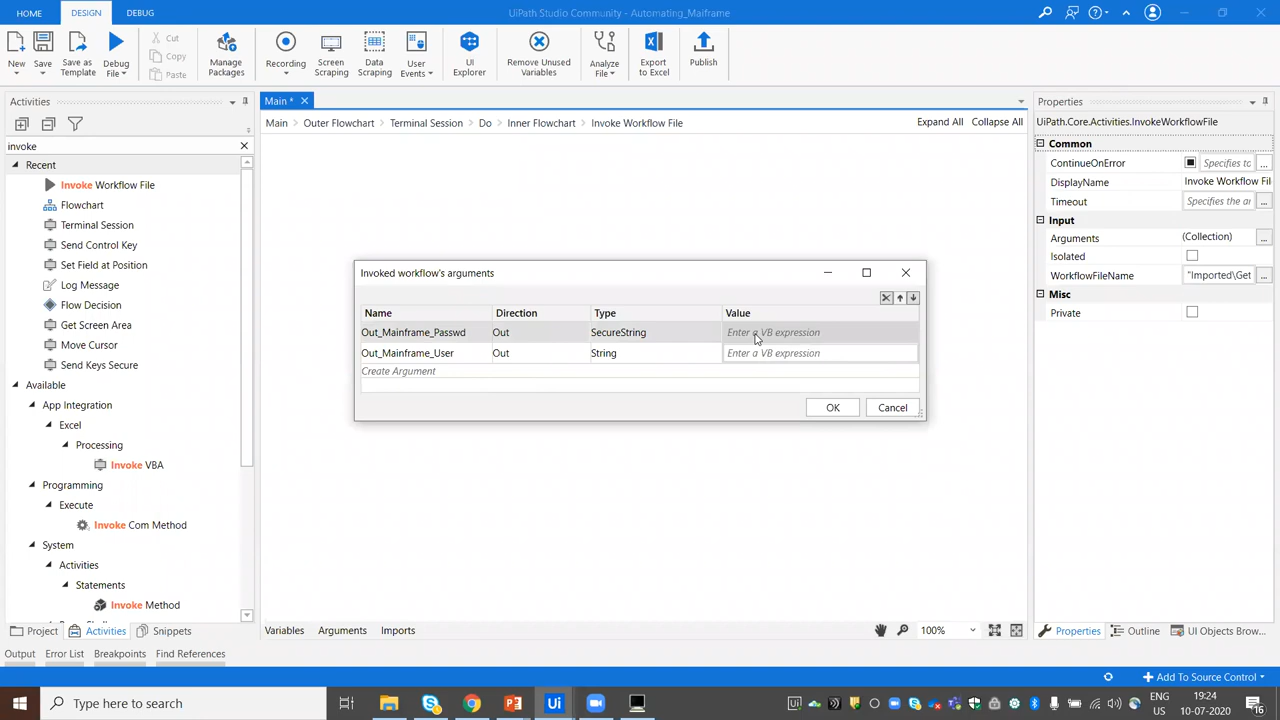 HOME
DESIGN
DEBUG
UiPath Studio Community - Automating_Maiframe
New
Save
Save as Template
Debug File
Cut
Copy
Paste
Manage Packages
Recording
Screen Scraping
Data Scraping
User Events
UI Explorer
Remove Unused Variables
Analyze File
Export to Excel
Publish
Activities
Main *
Properties
Main
Outer Flowchart
Terminal Session
Do
Inner Flowchart
Invoke Workflow File
Expand All
Collapse All
UiPath.Core.Activities.InvokeWorkflowFile
invoke
Recent
Invoke Workflow File
Flowchart
Terminal Session
Send Control Key
Set Field at Position
Log Message
Flow Decision
Get Screen Area
Move Cursor
Send Keys Secure
Available
App Integration
Excel
Processing
Invoke VBA
Programming
Execute
Invoke Com Method
System
Activities
Statements
Invoke Method
Common
ContinueOnError
Specifies to
...
DisplayName
Invoke Workflow Fil
Timeout
Specifies the ar
...
Input
Arguments
(Collection)
...
Isolated
WorkflowFileName
"Imported\Get
...
Misc
Private
Invoked workflow's arguments
Name
Direction
Type
Value
Out_Mainframe_Passwd
Out
SecureString
Enter a VB expression
Out_Mainframe_User
Out
String
Enter a VB expression
Create Argument
OK
Cancel
Project
Activities
Snippets
Variables
Arguments
Imports
100%
Properties
Outline
UI Objects Brow...
Output
Error List
Breakpoints
Find References
Add To Source Control
Type here to search
Ui
ENG
19:24
10-07-2020
16